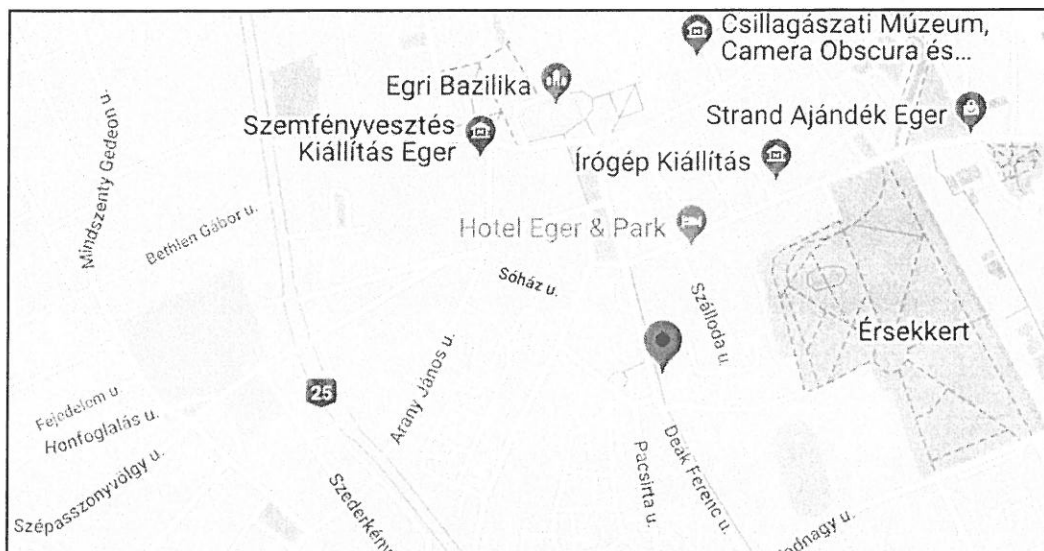 Csillagászati Múzeum,
Camera Obscura és...
Egri Bazilika
Strand Ajándék Eger
Szemfényvesztés
Kiállítás Eger
Írógép Kiállítás
Mindszenty Gedeon u.
Bethlen Gábor u.
Hotel Eger & Park
Sóház u.
Szálloda u.
Érsekkert
Arany János u.
25
Fejedelem u.
Honfoglalás u.
Szépasszonyvölgy u.
Pacsirta u.
Deák Ferenc u.